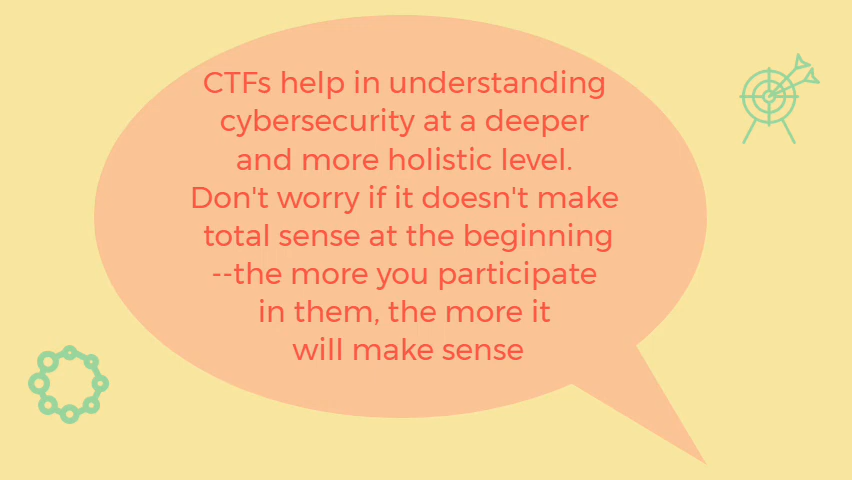 CTFs help in understanding
cybersecurity at a deeper
and more holistic level.
Don't worry if it doesn't make
total sense at the beginning
--the more you participate
in them, the more it
will make sense